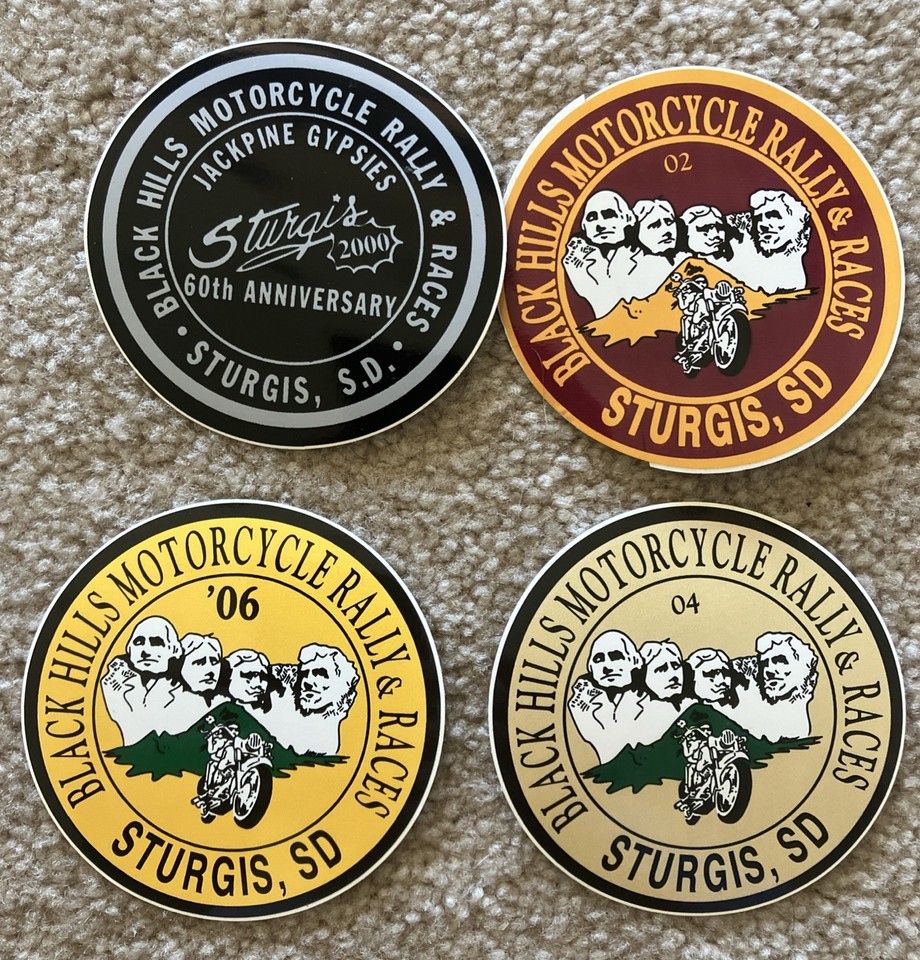 BLACK HILLS MOTORCYCLE RALLY & RACES
JACKPINE GYPSIES
Sturgis
2000
60th ANNIVERSARY
• STURGIS, S.D. •
BLACK HILLS MOTORCYCLE RALLY & RACES
02
STURGIS, SD
BLACK HILLS MOTORCYCLE RALLY & RACES
'06
STURGIS, SD
BLACK HILLS MOTORCYCLE RALLY & RACES
04
STURGIS, SD